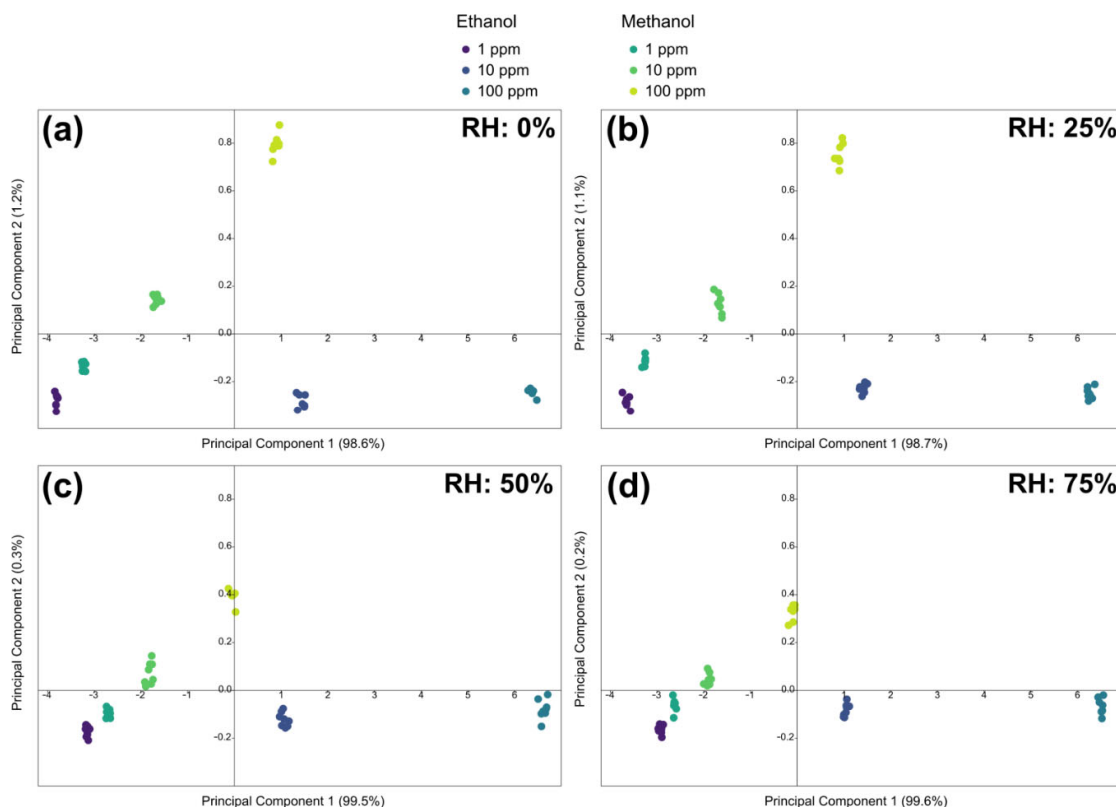 Ethanol
1 ppm
10 ppm
100 ppm
Methanol
1 ppm
10 ppm
100 ppm
(a)
RH: 0%
Principal Component 2 (1.2%)
0.8
0.6
0.4
0.2
0.0
-4 -3 -2 -1 1 2 3 4 5 6
-0.2
Principal Component 1 (98.6%)
(b)
RH: 25%
Principal Component 2 (1.1%)
0.8
0.6
0.4
0.2
0.0
-4 -3 -2 -1 1 2 3 4 5 6
-0.2
Principal Component 1 (98.7%)
(c)
RH: 50%
Principal Component 2 (0.3%)
0.8
0.6
0.4
0.2
0.0
-4 -3 -2 -1 1 2 3 4 5 6
-0.2
Principal Component 1 (99.5%)
(d)
RH: 75%
Principal Component 2 (0.2%)
0.8
0.6
0.4
0.2
0.0
-4 -3 -2 -1 1 2 3 4 5 6
-0.2
Principal Component 1 (99.6%)